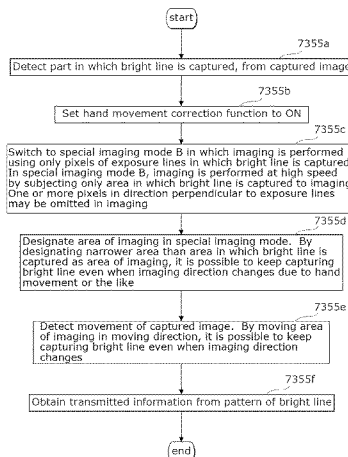 start
7355a
Detect part in which bright line is captured, from captured image
7355b
Set hand movement correction function to ON
7355c
Switch to special imaging mode B in which imaging is performed
using only pixels of exposure lines in which bright line is captured
In special imaging mode B, imaging is performed at high speed
by subjecting only area in which bright line is captured to imaging
One or more pixels in direction perpendicular to exposure lines
may be omitted in imaging
7355d
Designate area of imaging in special imaging mode. By
designating narrower area than area in which bright line is
captured as area of imaging, it is possible to keep capturing
bright line even when imaging direction changes due to hand
movement or the like
7355e
Detect movement of captured image. By moving area
of imaging in moving direction, it is possible to keep
capturing bright line even when imaging direction
changes
7355f
Obtain transmitted information from pattern of bright line
end